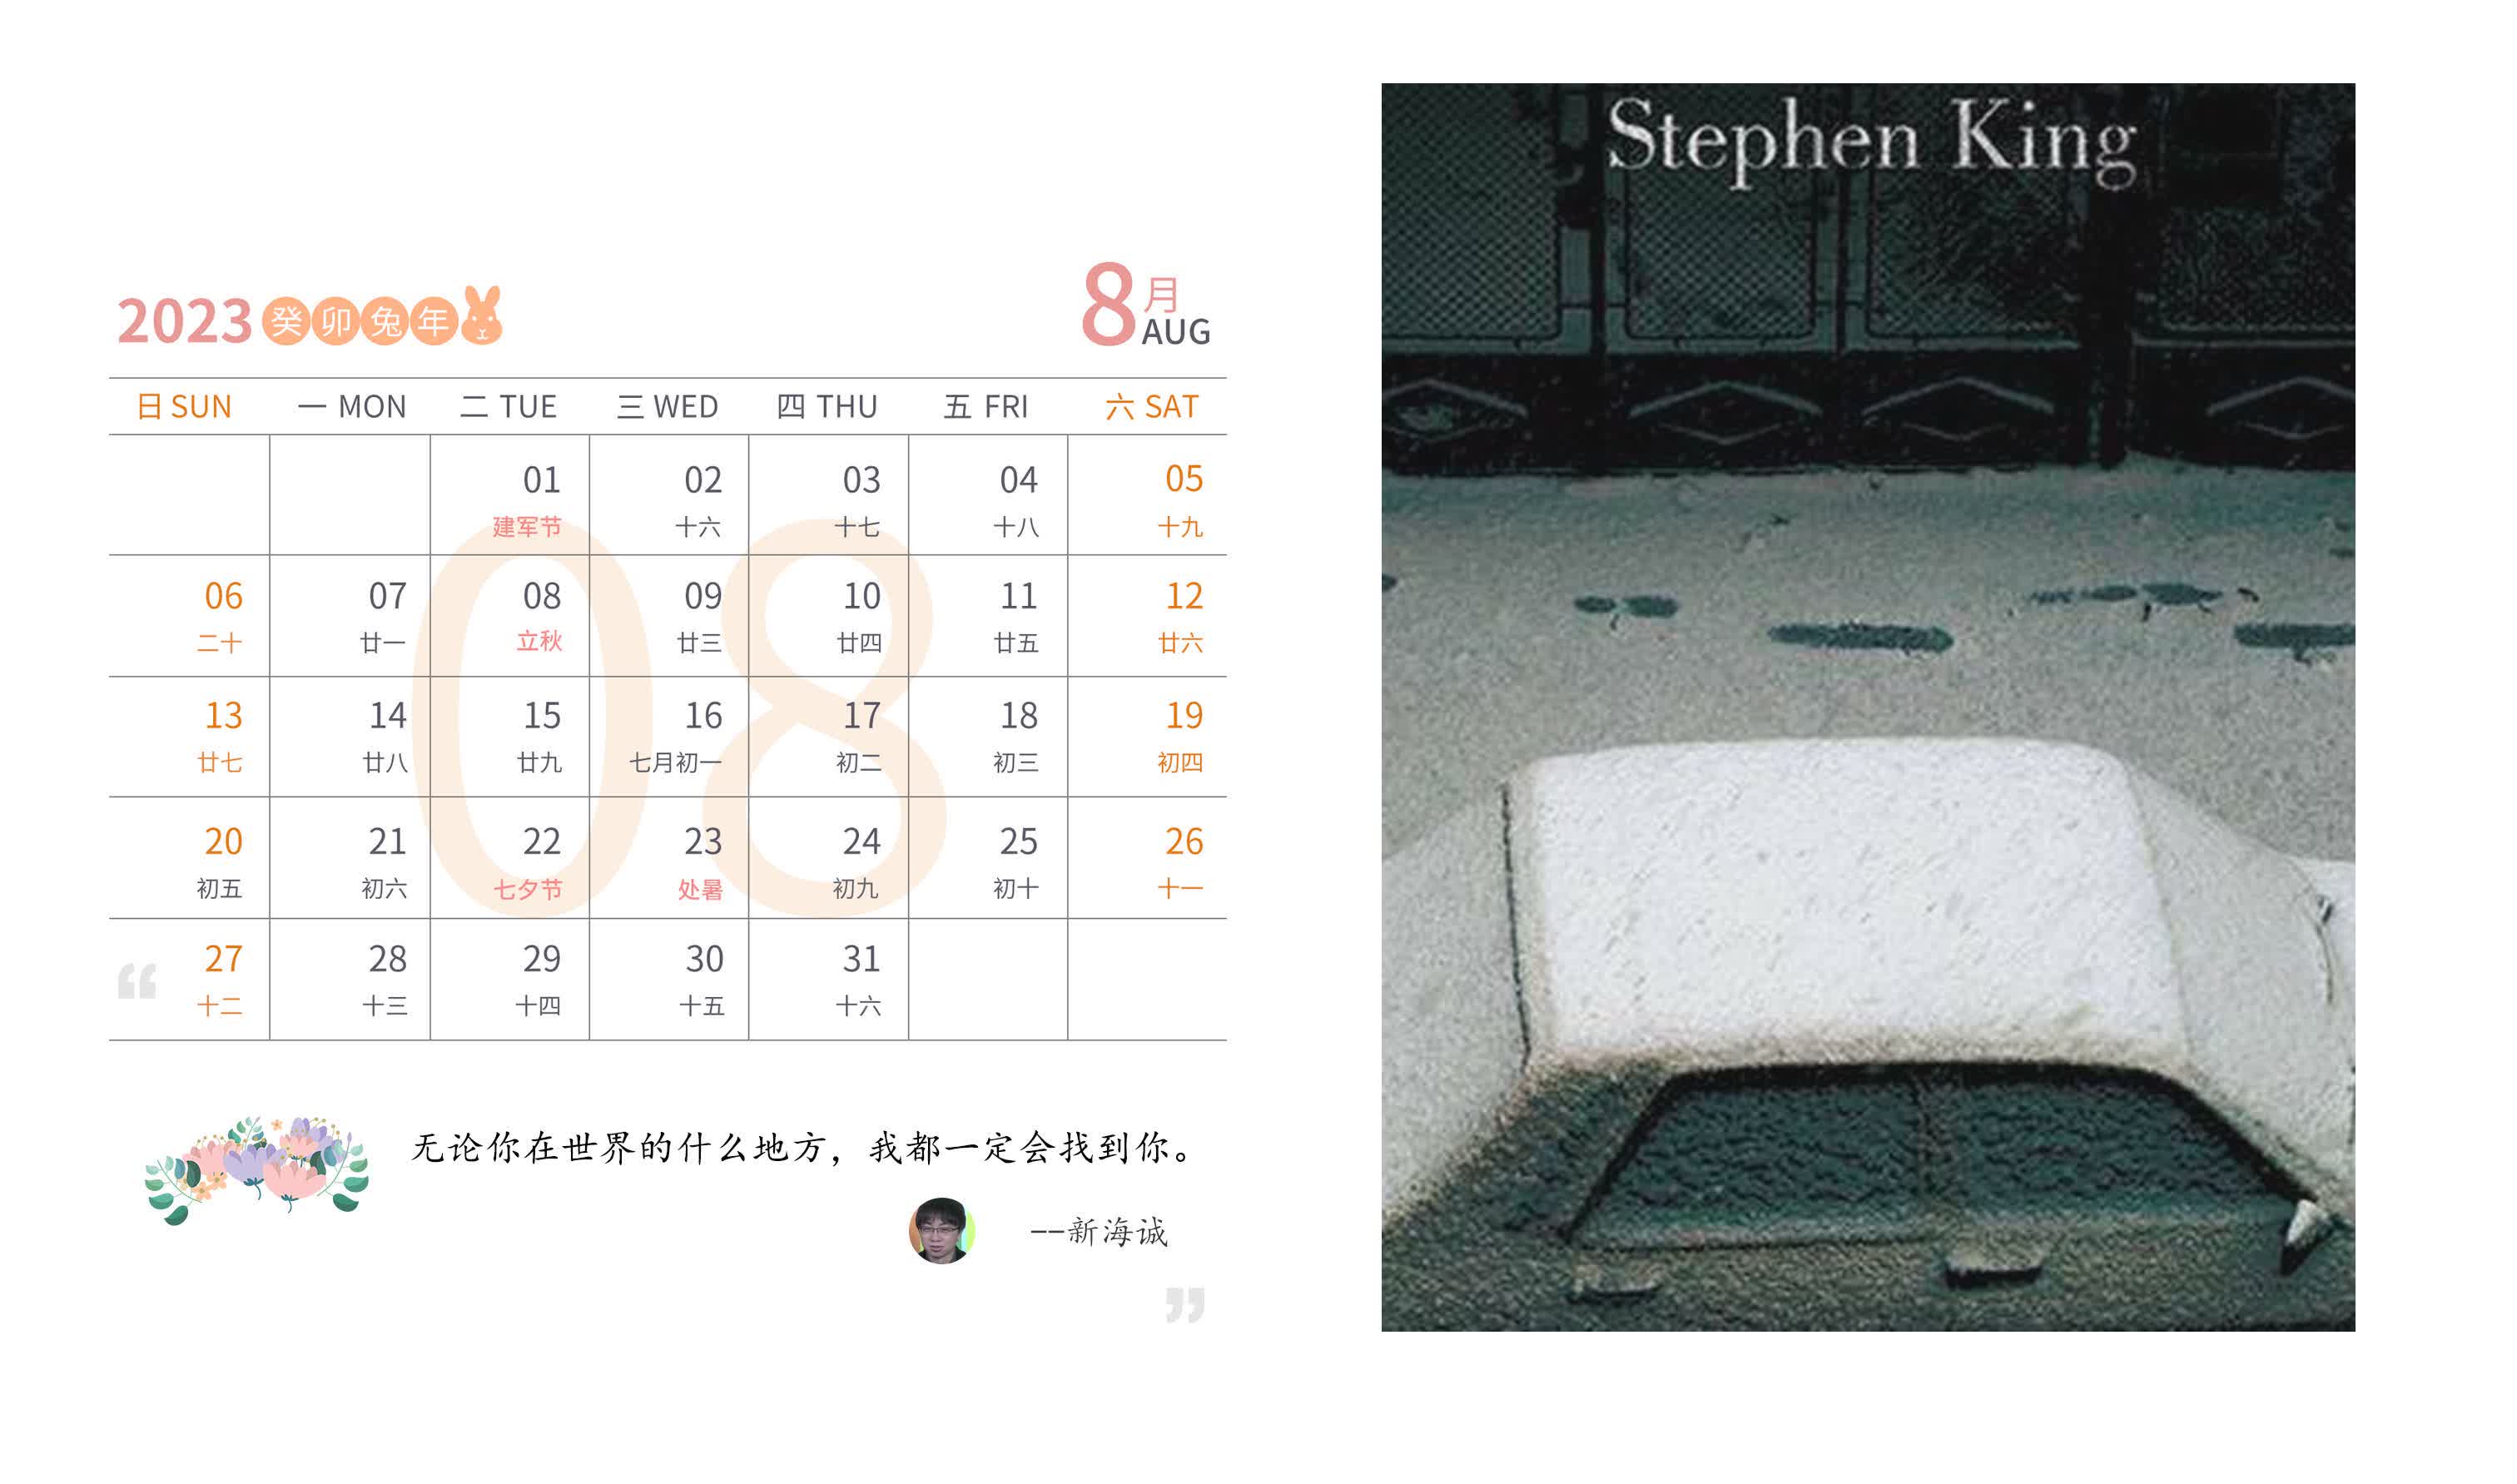 2023 癸卯兔年
8月
AUG
日 SUN 一 MON 二 TUE 三 WED 四 THU 五 FRI 六 SAT
01 02 03 04 05
建军节 十六 十七 十八 十九
06 07 08 09 10 11 12
二十 廿一 立秋 廿三 廿四 廿五 廿六
13 14 15 16 17 18 19
廿七 廿八 廿九 七月初一 初二 初三 初四
20 21 22 23 24 25 26
初五 初六 七夕节 处暑 初九 初十 十一
27 28 29 30 31
十二 十三 十四 十五 十六
08
“
无论你在世界的什么地方，我都一定会找到你。
--新海诚
”
Stephen King